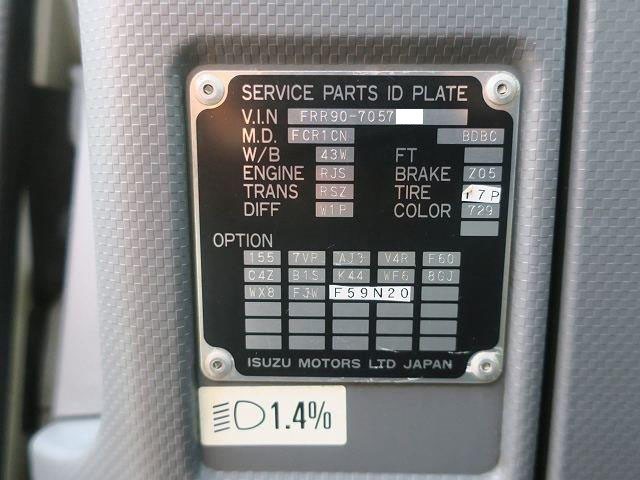 SERVICE PARTS ID PLATE
V.I.N FRR90-7057
M.D. FCR1CN BDBC
W/B 43W FT
ENGINE RJS BRAKE Z05
TRANS RSZ TIRE 17P
DIFF W1P COLOR 729
OPTION
155 7VP AJ3 V4R F60
C4Z B1S K44 WF6 8CJ
WX8 FJW F59N20
ISUZU MOTORS LTD JAPAN
1.4%